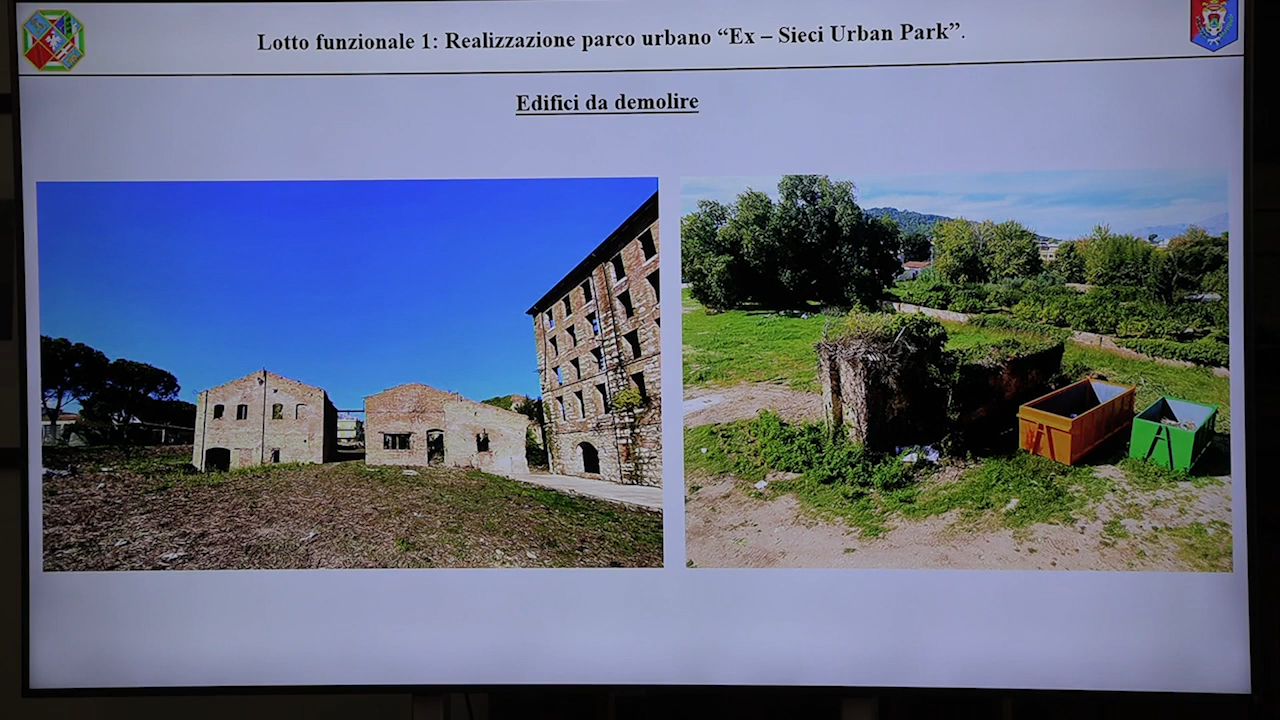 Lotto funzionale 1: Realizzazione parco urbano “Ex – Sieci Urban Park”.
Edifici da demolire